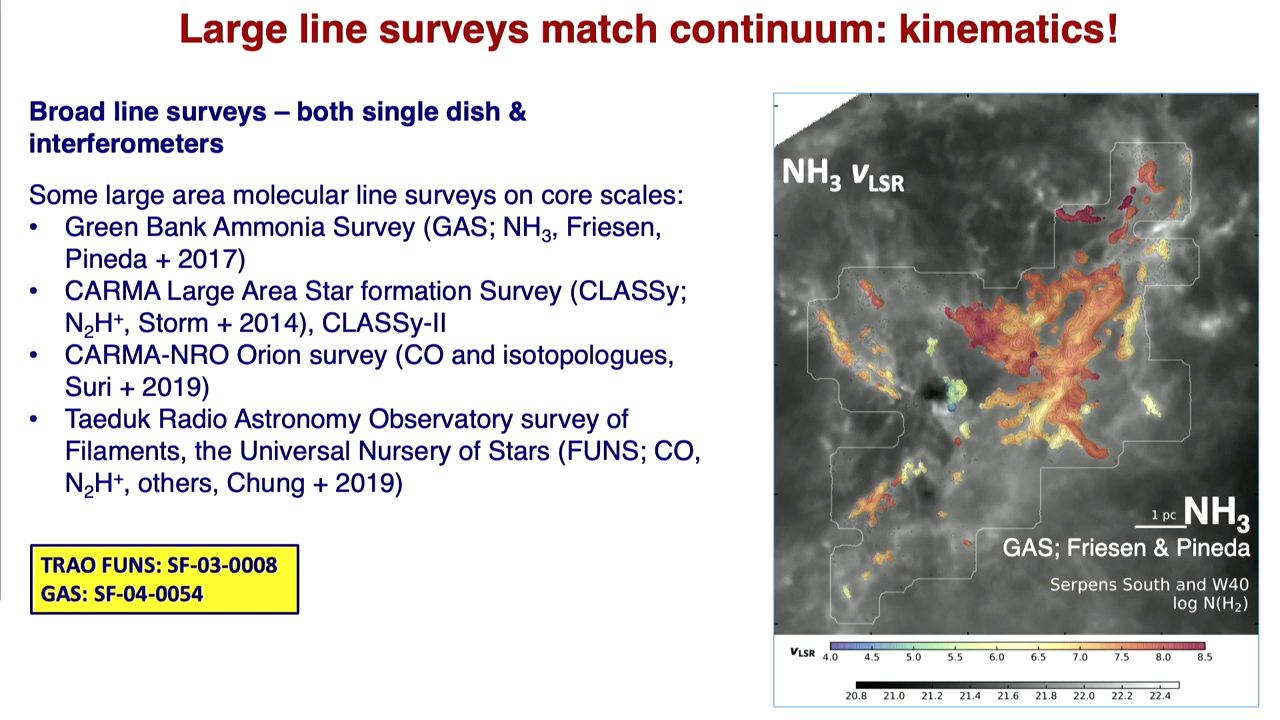 Large line surveys match continuum: kinematics!
Broad line surveys – both single dish &
interferometers
Some large area molecular line surveys on core scales:
• Green Bank Ammonia Survey (GAS; NH₃, Friesen,
Pineda + 2017)
• CARMA Large Area Star formation Survey (CLASSy;
N₂H⁺, Storm + 2014), CLASSy-II
• CARMA-NRO Orion survey (CO and isotopologues,
Suri + 2019)
• Taeduk Radio Astronomy Observatory survey of
Filaments, the Universal Nursery of Stars (FUNS; CO,
N₂H⁺, others, Chung + 2019)
TRAO FUNS: SF-03-0008
GAS: SF-04-0054
NH₃ vLSR
1 pc NH₃
GAS; Friesen & Pineda
Serpens South and W40
log N(H₂)
vLSR 4.0 4.5 5.0 5.5 6.0 6.5 7.0 7.5 8.0 8.5
20.8 21.0 21.2 21.4 21.6 21.8 22.0 22.2 22.4